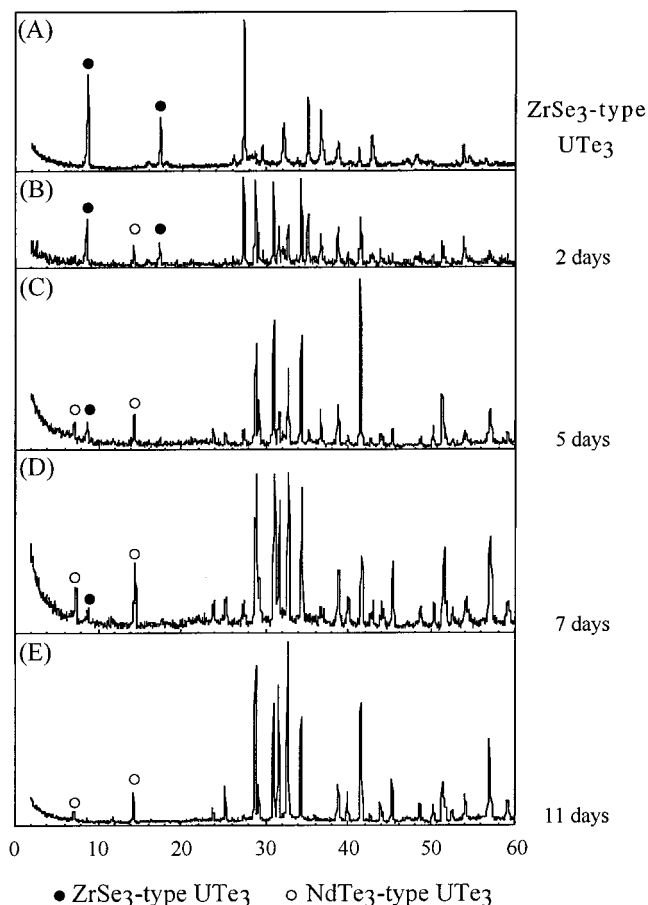 (A)
ZrSe3-type
UTe3
(B)
2 days
(C)
5 days
(D)
7 days
(E)
11 days
0 10 20 30 40 50 60
● ZrSe3-type UTe3 ○ NdTe3-type UTe3